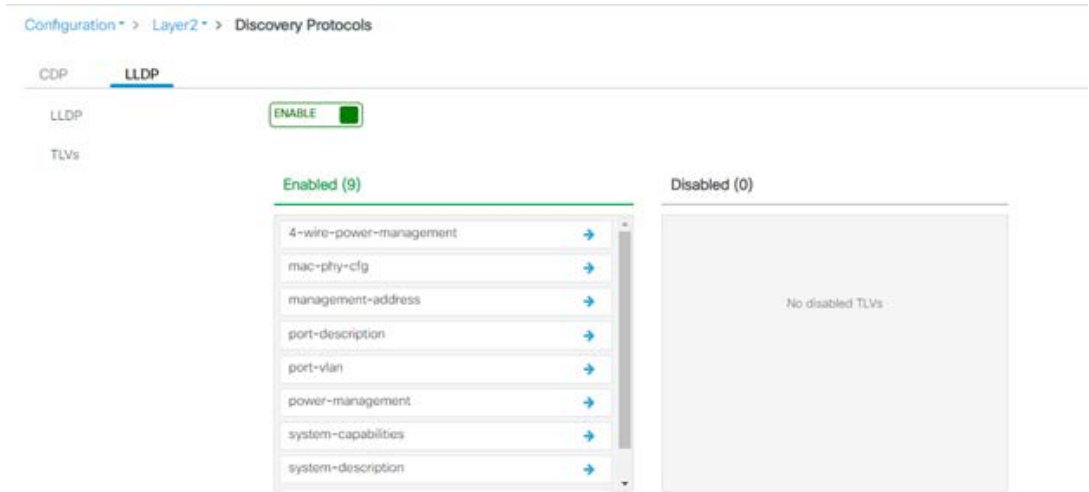 Configuration > Layer2 > Discovery Protocols
CDP LLDP
LLDP ENABLE
TLVs
Enabled (9) Disabled (0)
4-wire-power-management
mac-phy-cfg
management-address
No disabled TLVs
port-description
port-vlan
power-management
system-capabilities
system-description